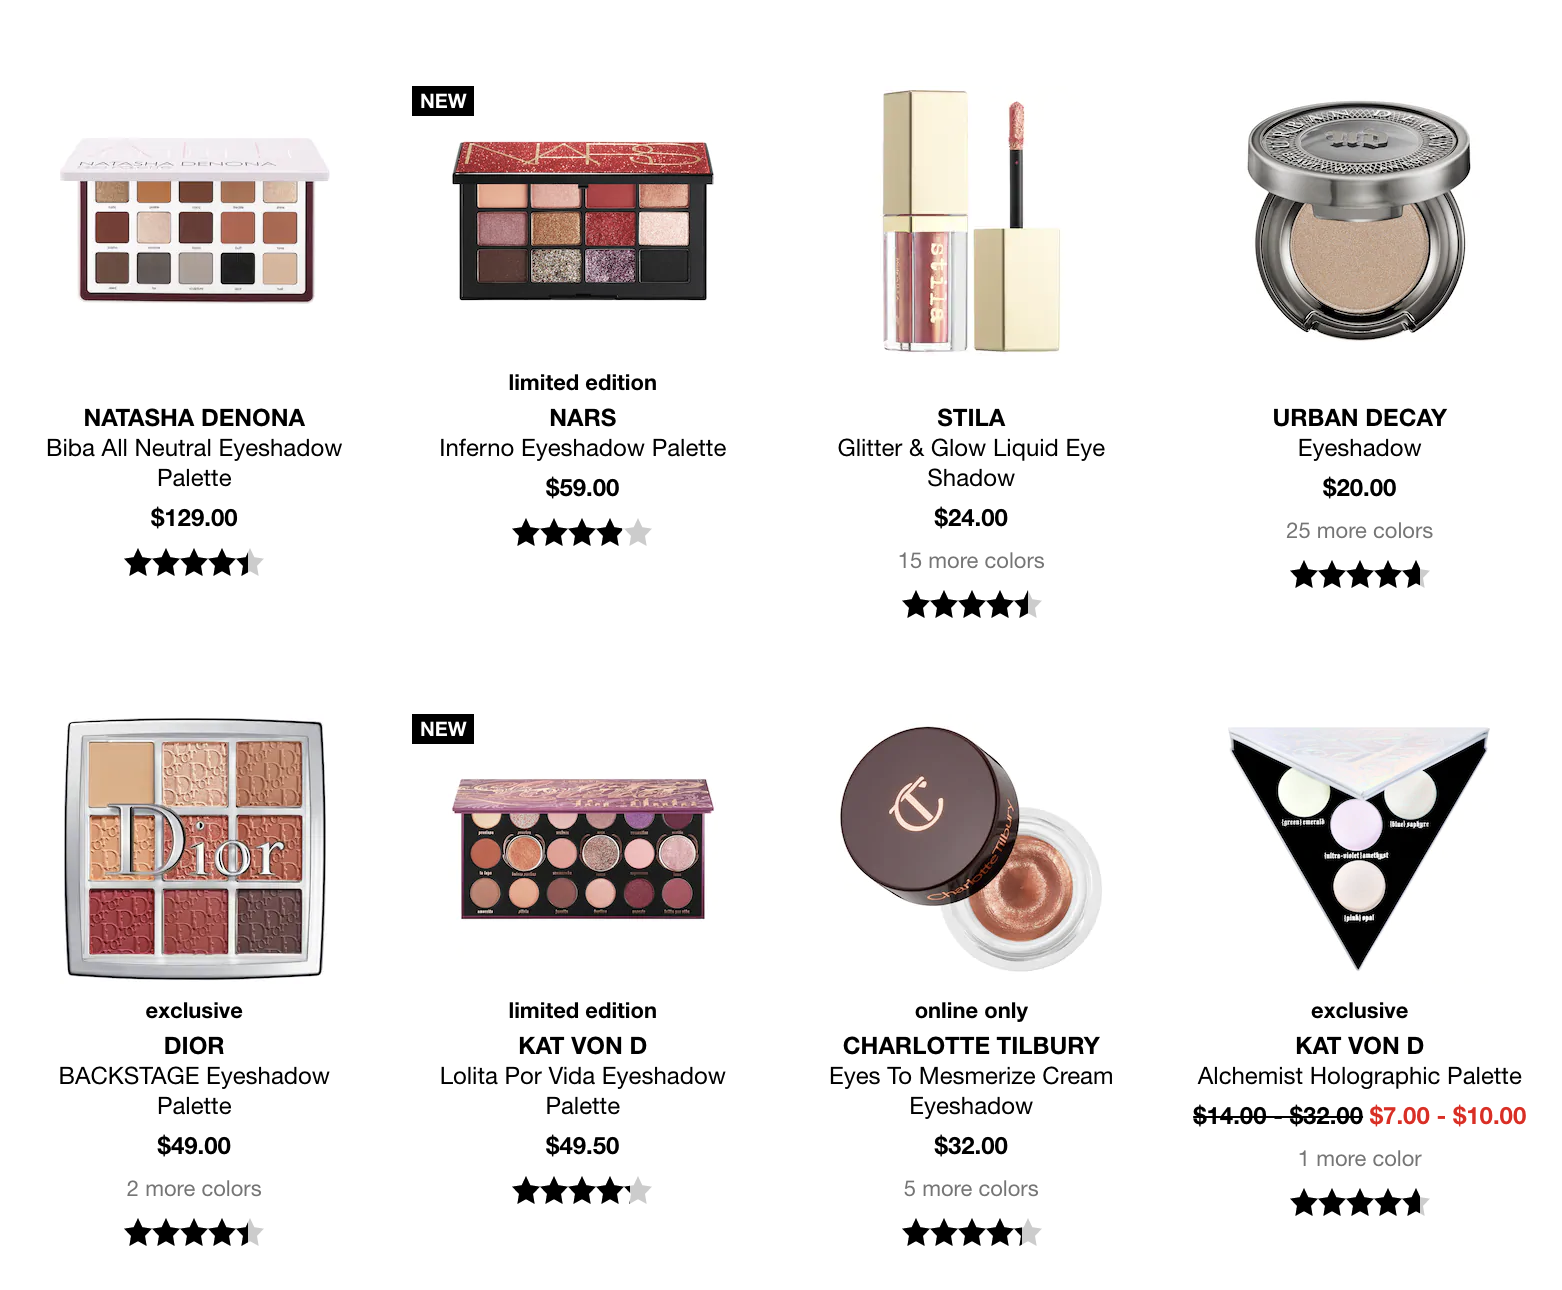 NEW
NATASHA DENONA
NARS
stila
limited edition
NATASHA DENONA
Biba All Neutral Eyeshadow
Palette
$129.00
NARS
Inferno Eyeshadow Palette
$59.00
STILA
Glitter & Glow Liquid Eye
Shadow
$24.00
15 more colors
URBAN DECAY
Eyeshadow
$20.00
25 more colors
NEW
Dior
Charlotte Tilbury
CT
(green) emerald
(blue) saphyre
(ultra-violet) amethyst
(pink) opal
exclusive
DIOR
BACKSTAGE Eyeshadow
Palette
$49.00
2 more colors
limited edition
KAT VON D
Lolita Por Vida Eyeshadow
Palette
$49.50
online only
CHARLOTTE TILBURY
Eyes To Mesmerize Cream
Eyeshadow
$32.00
5 more colors
exclusive
KAT VON D
Alchemist Holographic Palette
$14.00 - $32.00 $7.00 - $10.00
1 more color